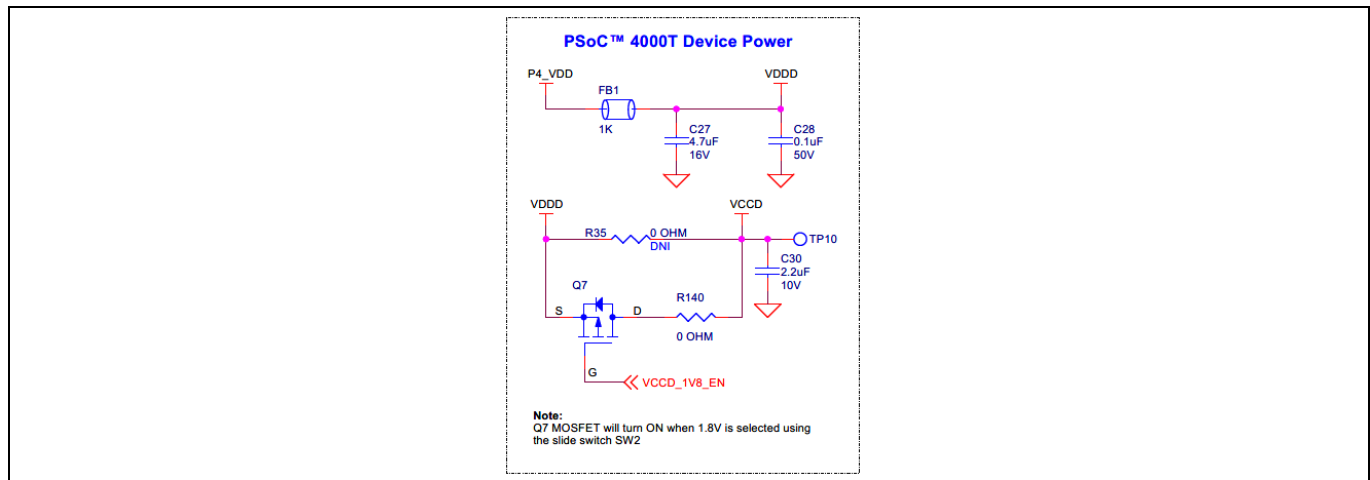 PSoC™ 4000T Device Power
P4_VDD
VDDD
FB1
1K
C27
4.7uF
16V
C28
0.1uF
50V
VDDD
VCCD
R35
0 OHM
DNI
TP10
C30
2.2uF
10V
Q7
S
D
R140
0 OHM
G
VCCD_1V8_EN
Note:
Q7 MOSFET will turn ON when 1.8V is selected using
the slide switch SW2